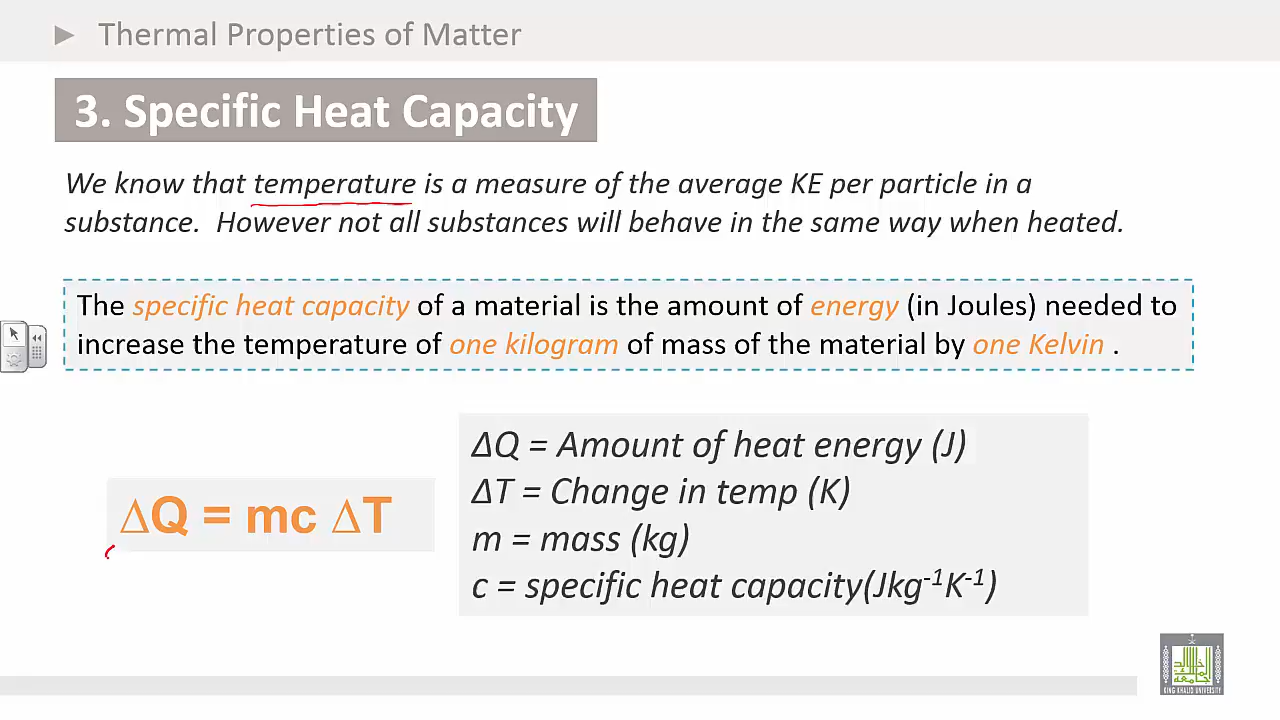 ► Thermal Properties of Matter
3. Specific Heat Capacity
We know that temperature is a measure of the average KE per particle in a
substance. However not all substances will behave in the same way when heated.
The specific heat capacity of a material is the amount of energy (in Joules) needed to
increase the temperature of one kilogram of mass of the material by one Kelvin .
ΔQ = mc ΔT
ΔQ = Amount of heat energy (J)
ΔT = Change in temp (K)
m = mass (kg)
c = specific heat capacity(Jkg⁻¹K⁻¹)
KING KHALID UNIVERSITY